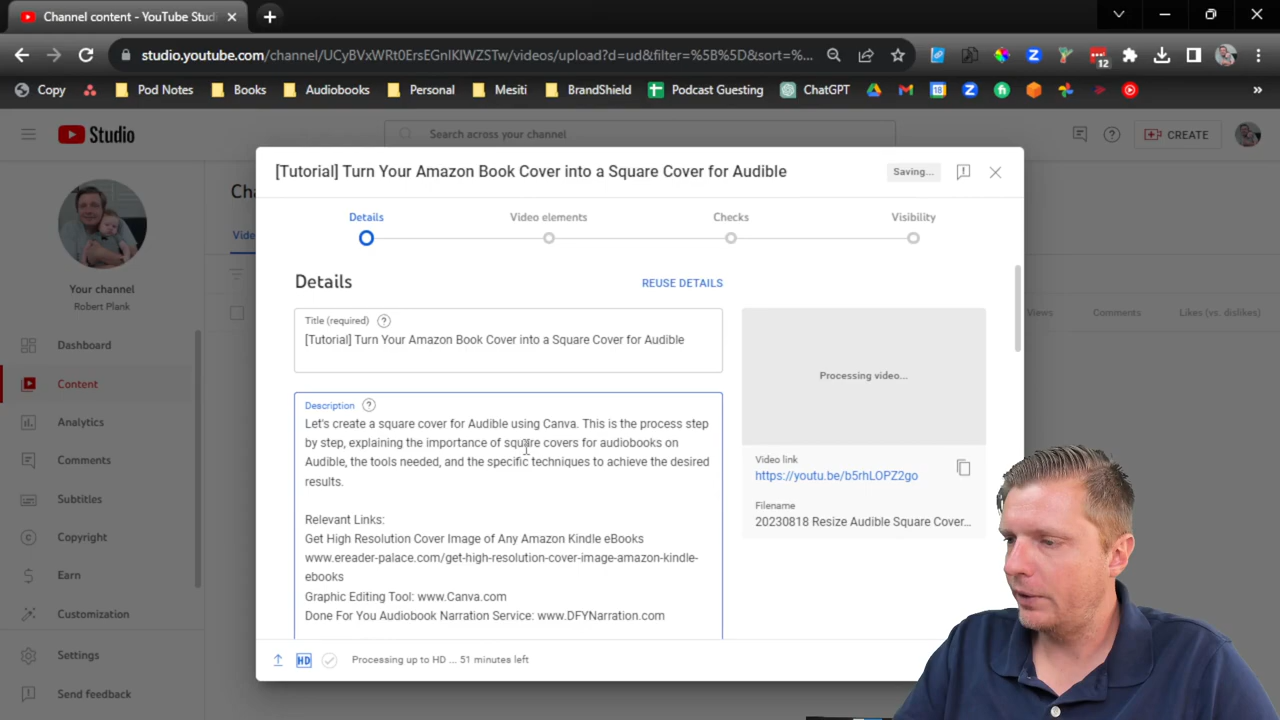 Channel content - YouTube Stud
studio.youtube.com/channel/UCyBVxWRt0ErsEGnIKIWZSTw/videos/upload?d=ud&filter=%5B%5D&sort=%...
12
Copy
Pod Notes
Books
Audiobooks
Personal
Mesiti
BrandShield
Podcast Guesting
ChatGPT
18
»
Studio
Search across your channel
CREATE
Your channel
Robert Plank
Dashboard
Content
Analytics
Comments
Subtitles
Copyright
Earn
Customization
Settings
Send feedback
Views
Comments
Likes (vs. dislikes)
[Tutorial] Turn Your Amazon Book Cover into a Square Cover for Audible
Saving...
Details
Video elements
Checks
Visibility
Details
REUSE DETAILS
Title (required)
[Tutorial] Turn Your Amazon Book Cover into a Square Cover for Audible
Description
Let's create a square cover for Audible using Canva. This is the process step
by step, explaining the importance of square covers for audiobooks on
Audible, the tools needed, and the specific techniques to achieve the desired
results.
Relevant Links:
Get High Resolution Cover Image of Any Amazon Kindle eBooks
www.ereader-palace.com/get-high-resolution-cover-image-amazon-kindle-
ebooks
Graphic Editing Tool: www.Canva.com
Done For You Audiobook Narration Service: www.DFYNarration.com
Processing video...
Video link
https://youtu.be/b5rhLOPZ2go
Filename
20230818 Resize Audible Square Cover...
HD
Processing up to HD ... 51 minutes left